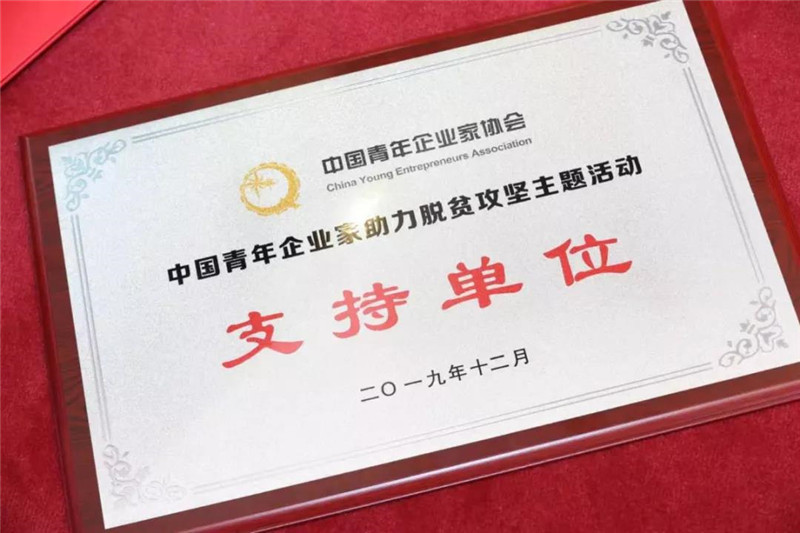 中国青年企业家协会
China Young Entrepreneurs Association
中国青年企业家助力脱贫攻坚主题活动
支持单位
二〇一九年十二月